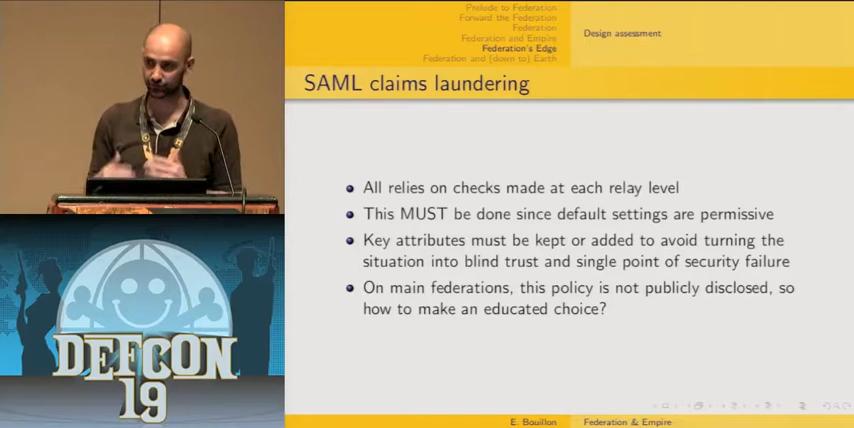 Prelude to Federation
Forward the Federation
Federation
Federation and Empire
Federation's Edge
Federation and (down to) Earth
Design assessment
SAML claims laundering
All relies on checks made at each relay level
This MUST be done since default settings are permissive
Key attributes must be kept or added to avoid turning the
situation into blind trust and single point of security failure
On main federations, this policy is not publicly disclosed, so
how to make an educated choice?
DEFCON
19
E. Bouillon
Federation & Empire